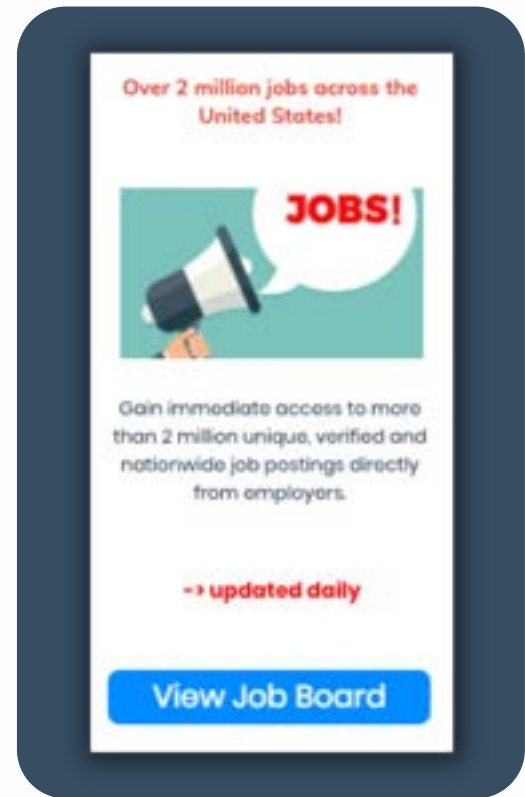 Over 2 million jobs across the
United States!
JOBS!
Gain immediate access to more
than 2 million unique, verified and
nationwide job postings directly
from employers.
-> updated daily
View Job Board